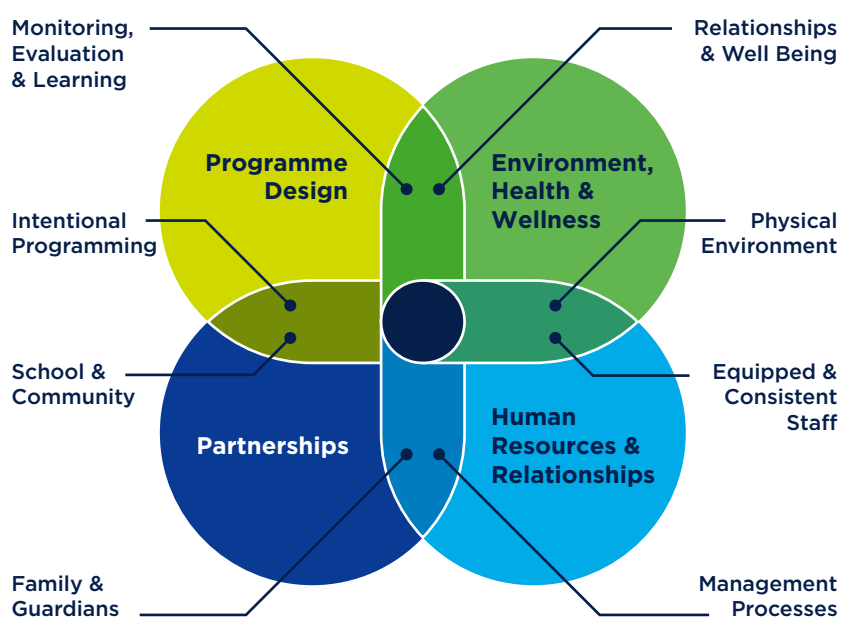 Monitoring,
Evaluation
& Learning
Relationships
& Well Being
Programme
Design
Environment,
Health &
Wellness
Intentional
Programming
Physical
Environment
School &
Community
Equipped &
Consistent
Staff
Partnerships
Human
Resources &
Relationships
Family &
Guardians
Management
Processes